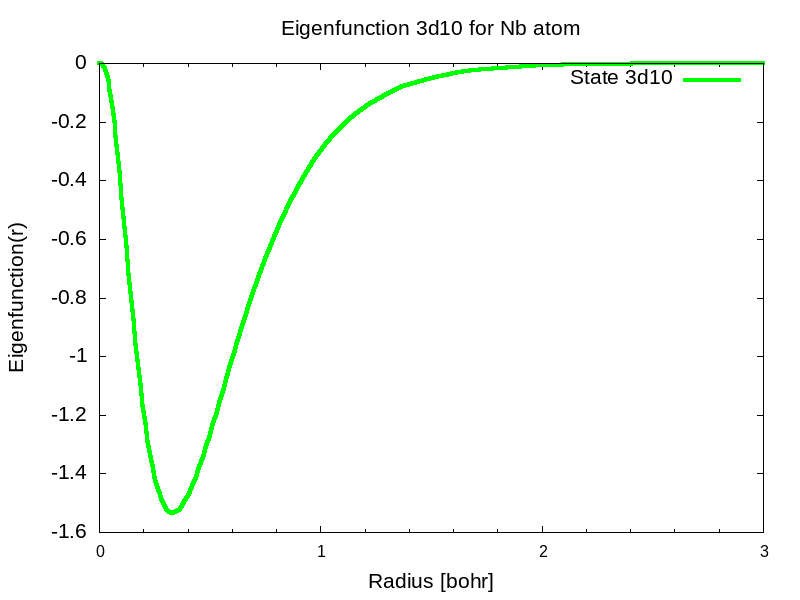 Eigenfunction 3d10 for Nb atom
State 3d10
0
-0.2
-0.4
-0.6
-0.8
-1
-1.2
-1.4
-1.6
Eigenfunction(r)
0 1 2 3
Radius [bohr]